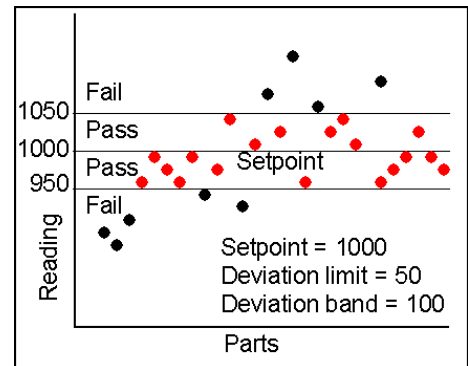 Fail
1050
Pass
1000
Setpoint
Pass
950
Fail
Reading
Setpoint = 1000
Deviation limit = 50
Deviation band = 100
Parts